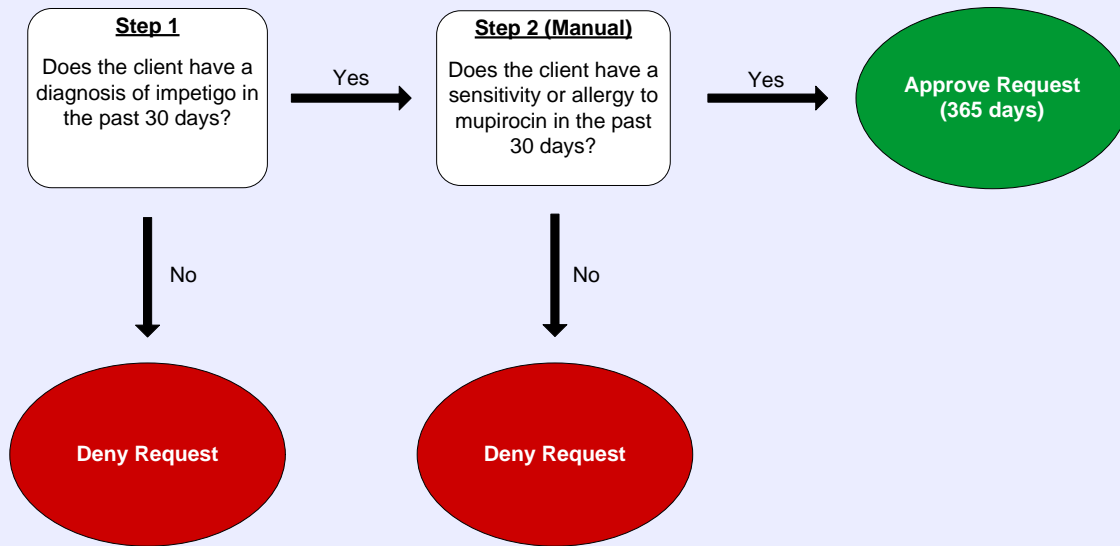 Step 1
Does the client have a
diagnosis of impetigo in
the past 30 days?
Yes
Step 2 (Manual)
Does the client have a
sensitivity or allergy to
mupirocin in the past
30 days?
Yes
Approve Request
(365 days)
No
No
Deny Request
Deny Request